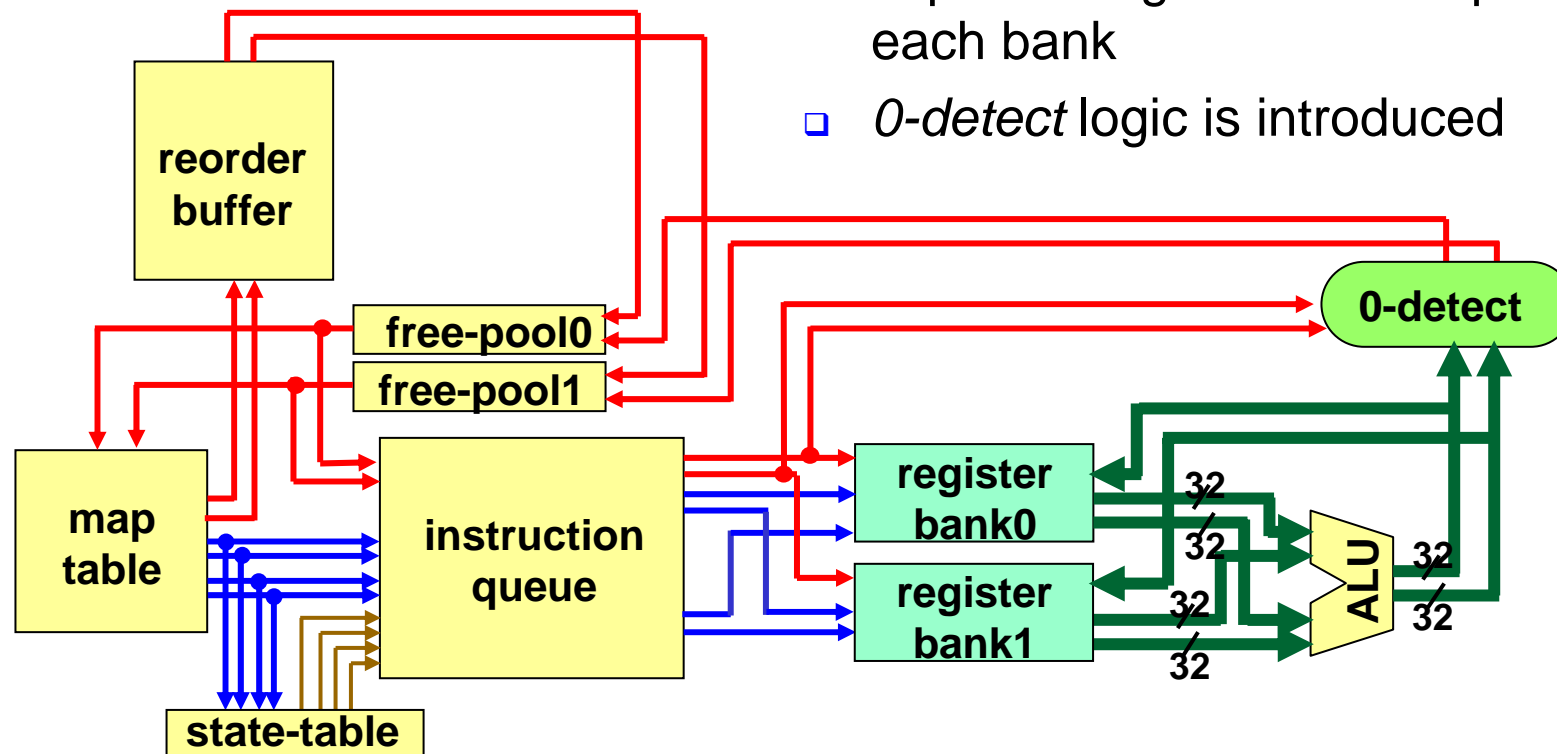 each bank
❑ 0-detect logic is introduced
reorder
buffer
0-detect
free-pool0
free-pool1
map
table
instruction
queue
register
bank0
register
bank1
32
32
32
32
ALU
32
32
state-table